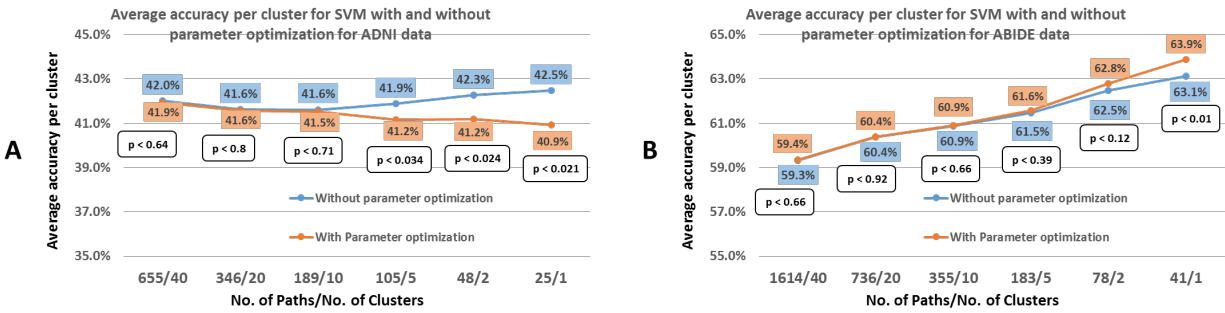 Average accuracy per cluster for SVM with and without
parameter optimization for ADNI data
45.0%
43.0%
41.0%
39.0%
37.0%
35.0%
Average accuracy per cluster
A
42.0%
41.6%
41.6%
41.9%
42.3%
42.5%
41.9%
41.6%
41.5%
41.2%
41.2%
40.9%
p < 0.64
p < 0.8
p < 0.71
p < 0.034
p < 0.024
p < 0.021
Without parameter optimization
With Parameter optimization
655/40
346/20
189/10
105/5
48/2
25/1
No. of Paths/No. of Clusters
Average accuracy per cluster for SVM with and without
parameter optimization for ABIDE data
65.0%
63.0%
61.0%
59.0%
57.0%
55.0%
Average accuracy per cluster
B
59.4%
60.4%
60.9%
61.6%
62.8%
63.9%
59.3%
60.4%
60.9%
61.5%
62.5%
63.1%
p < 0.66
p < 0.92
p < 0.66
p < 0.39
p < 0.12
p < 0.01
Without parameter optimization
With Parameter optimization
1614/40
736/20
355/10
183/5
78/2
41/1
No. of Paths/No. of Clusters